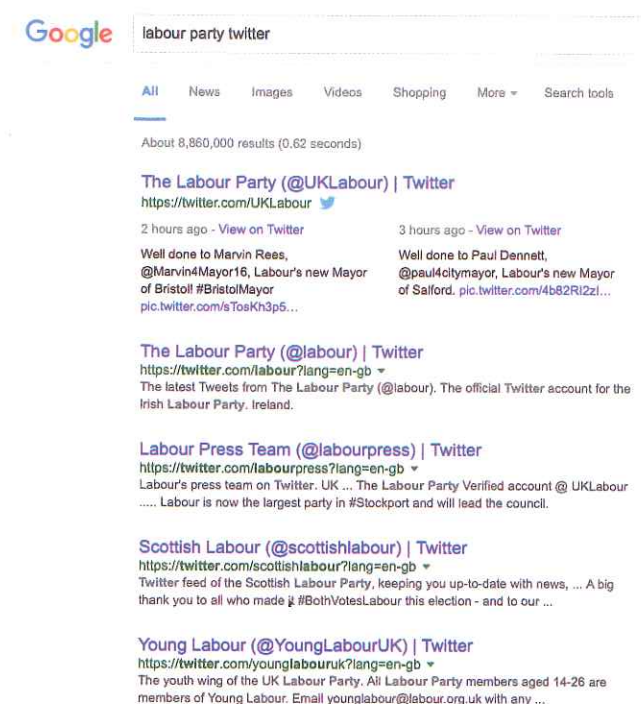 Google
labour party twitter
All News Images Videos Shopping More Search tools
About 8,860,000 results (0.62 seconds)
The Labour Party (@UKLabour) | Twitter
https://twitter.com/UKLabour
2 hours ago - View on Twitter
Well done to Marvin Rees,
@Marvin4Mayor16, Labour's new Mayor
of Bristol! #BristolMayor
pic.twitter.com/sTosKh3p5...
3 hours ago - View on Twitter
Well done to Paul Dennett,
@paul4citymayor, Labour's new Mayor
of Salford. pic.twitter.com/4b82RI2zl...
The Labour Party (@labour) | Twitter
https://twitter.com/labour?lang=en-gb
The latest Tweets from The Labour Party (@labour). The official Twitter account for the
Irish Labour Party. Ireland.
Labour Press Team (@labourpress) | Twitter
https://twitter.com/labourpress?lang=en-gb
Labour's press team on Twitter. UK ... The Labour Party Verified account @ UKLabour
..... Labour is now the largest party in #Stockport and will lead the council.
Scottish Labour (@scottishlabour) | Twitter
https://twitter.com/scottishlabour?lang=en-gb
Twitter feed of the Scottish Labour Party, keeping you up-to-date with news, ... A big
thank you to all who made it #BothVotesLabour this election - and to our ...
Young Labour (@YoungLabourUK) | Twitter
https://twitter.com/younglabouruk?lang=en-gb
The youth wing of the UK Labour Party. All Labour Party members aged 14-26 are
members of Young Labour. Email younglabour@labour.org.uk with any ...